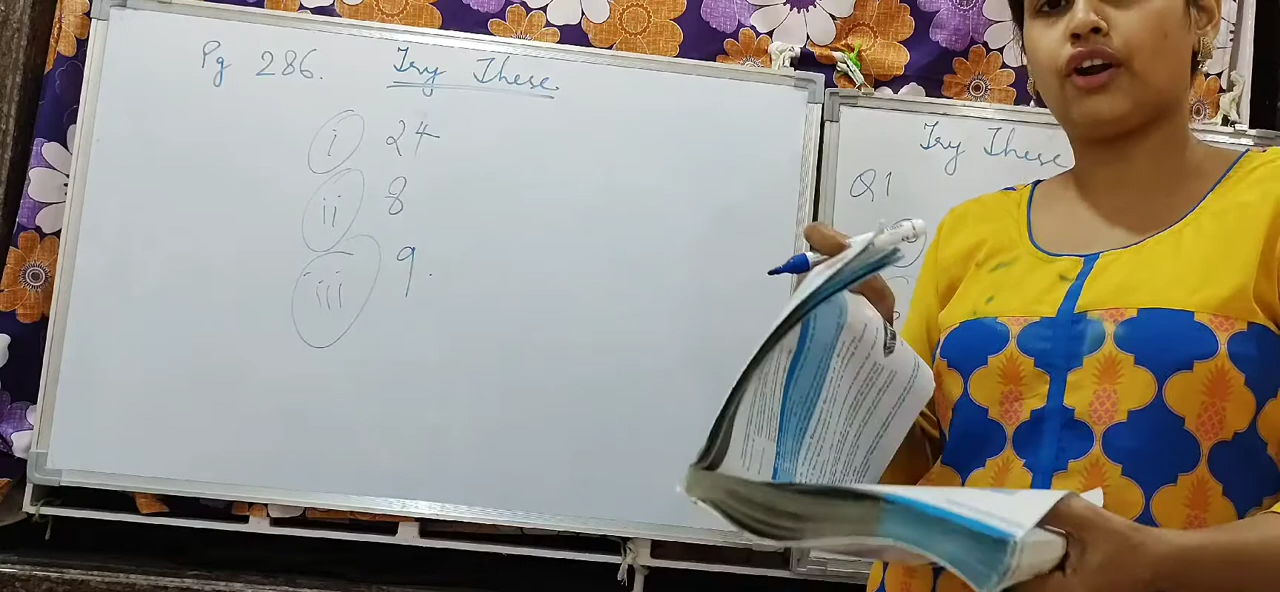 Pg 286. Try These
i 24
ii 8
iii 9.
Try These
Q1